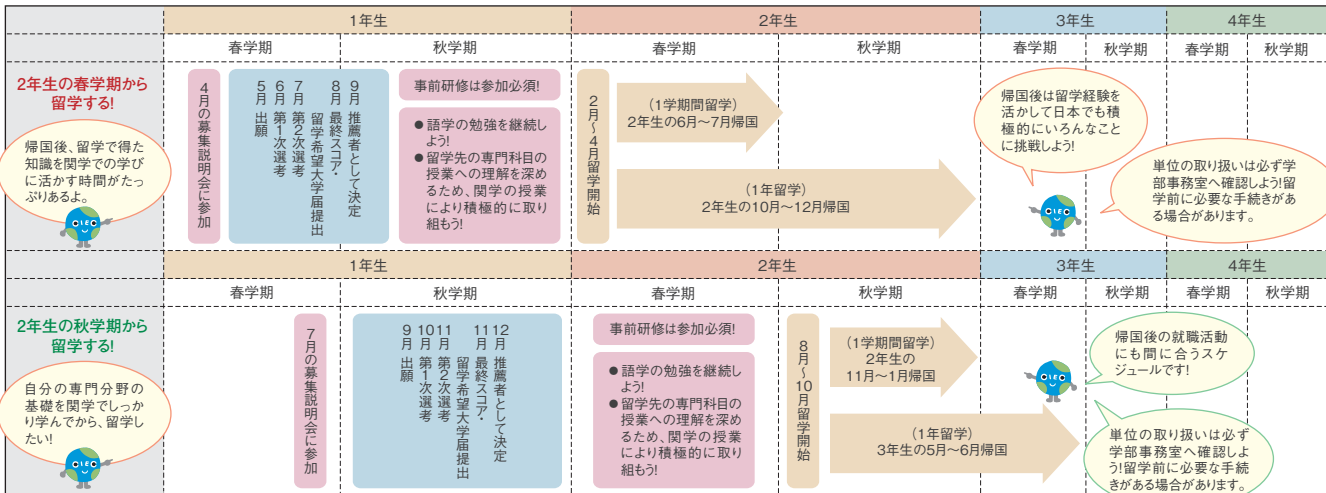 1年生
2年生
3年生
4年生
春学期
秋学期
春学期
秋学期
春学期
秋学期
春学期
秋学期
2年生の春学期から
留学する!
帰国後、留学で得た
知識を関学での学び
に活かす時間がたっ
ぷりあるよ。
CIEO
4月の募集説明会に参加
5月 出願
6月 第1次選考
7月 第2次選考
留学希望大学届提出
8月 最終スコア・
9月 推薦者として決定
事前研修は参加必須!
●語学の勉強を継続し
よう!
●留学先の専門科目の
授業への理解を深め
るため、関学の授業
により積極的に取り
組もう!
2月〜4月留学開始
(1学期間留学)
2年生の6月〜7月帰国
(1年留学)
2年生の10月〜12月帰国
帰国後は留学経験を
活かして日本でも積
極的にいろんなこと
に挑戦しよう!
単位の取り扱いは必ず学
部事務室へ確認しよう!留
学前に必要な手続きがあ
る場合があります。
CIEO
1年生
2年生
3年生
4年生
春学期
秋学期
春学期
秋学期
春学期
秋学期
春学期
秋学期
2年生の秋学期から
留学する!
自分の専門分野の
基礎を関学でしっか
り学んでから、留学し
たい!
CIEO
7月の募集説明会に参加
9月 出願
10月 第1次選考
11月 第2次選考
留学希望大学届提出
11月 最終スコア・
12月 推薦者として決定
事前研修は参加必須!
●語学の勉強を継続し
よう!
●留学先の専門科目の
授業への理解を深め
るため、関学の授業
により積極的に取り
組もう!
8月〜10月留学開始
(1学期間留学)
2年生の
11月〜1月帰国
(1年留学)
3年生の5月〜6月帰国
帰国後の就職活動
にも間に合うスケ
ジュールです!
CIEO
単位の取り扱いは必ず
学部事務室へ確認しよ
う!留学前に必要な手続
きがある場合があります。